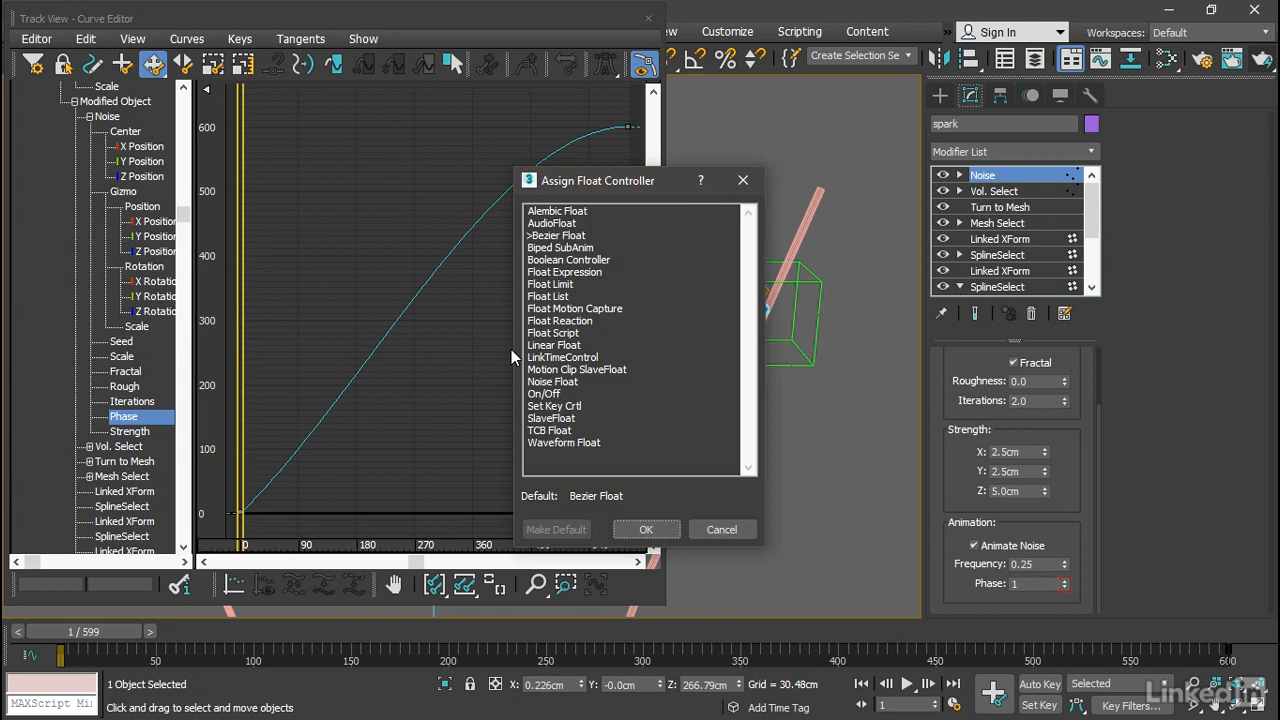 Track View - Curve Editor
Editor Edit View Curves Keys Tangents Show
Customize Scripting Content Sign In Workspaces: Default
Create Selection Se
Scale
Modified Object
Noise
Center
X Position
Y Position
Z Position
Gizmo
Position
X Positio
Y Positio
Z Positio
Rotation
X Rotatio
Y Rotatio
Z Rotatio
Scale
Seed
Scale
Fractal
Rough
Iterations
Phase
Strength
Vol. Select
Turn to Mesh
Mesh Select
Linked XForm
SplineSelect
Linked XForm
SplineSelect
Linked XForm
600
500
400
300
200
100
0
0 90 180 270 360
3 Assign Float Controller ?
Alembic Float
AudioFloat
>Bezier Float
Biped SubAnim
Boolean Controller
Float Expression
Float Limit
Float List
Float Motion Capture
Float Reaction
Float Script
Linear Float
LinkTimeControl
Motion Clip SlaveFloat
Noise Float
On/Off
Set Key Crtl
SlaveFloat
TCB Float
Waveform Float
Default: Bezier Float
Make Default OK Cancel
spark
Modifier List
Noise
Vol. Select
Turn to Mesh
Mesh Select
Linked XForm
SplineSelect
Linked XForm
SplineSelect
Fractal
Roughness: 0.0
Iterations: 2.0
Strength:
X: 2.5cm
Y: 2.5cm
Z: 5.0cm
Animation:
Animate Noise
Frequency: 0.25
Phase: 1
< 1 / 599 >
50 100 150 200 250 300 350 400 450 500 550 600
1 Object Selected X: 0.226cm Y: -0.0cm Z: 266.79cm Grid = 30.48cm Auto Key Selected
MAXScript Mi Click and drag to select and move objects Add Time Tag 1 Set Key Key Filters...
LinkedIn